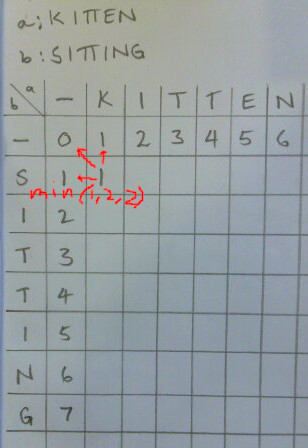 a: KITTEN
b: SITTING
b a - K I T T E N
- 0 1 2 3 4 5 6
S 1 1
min(1,2,2)
I 2
T 3
T 4
I 5
N 6
G 7